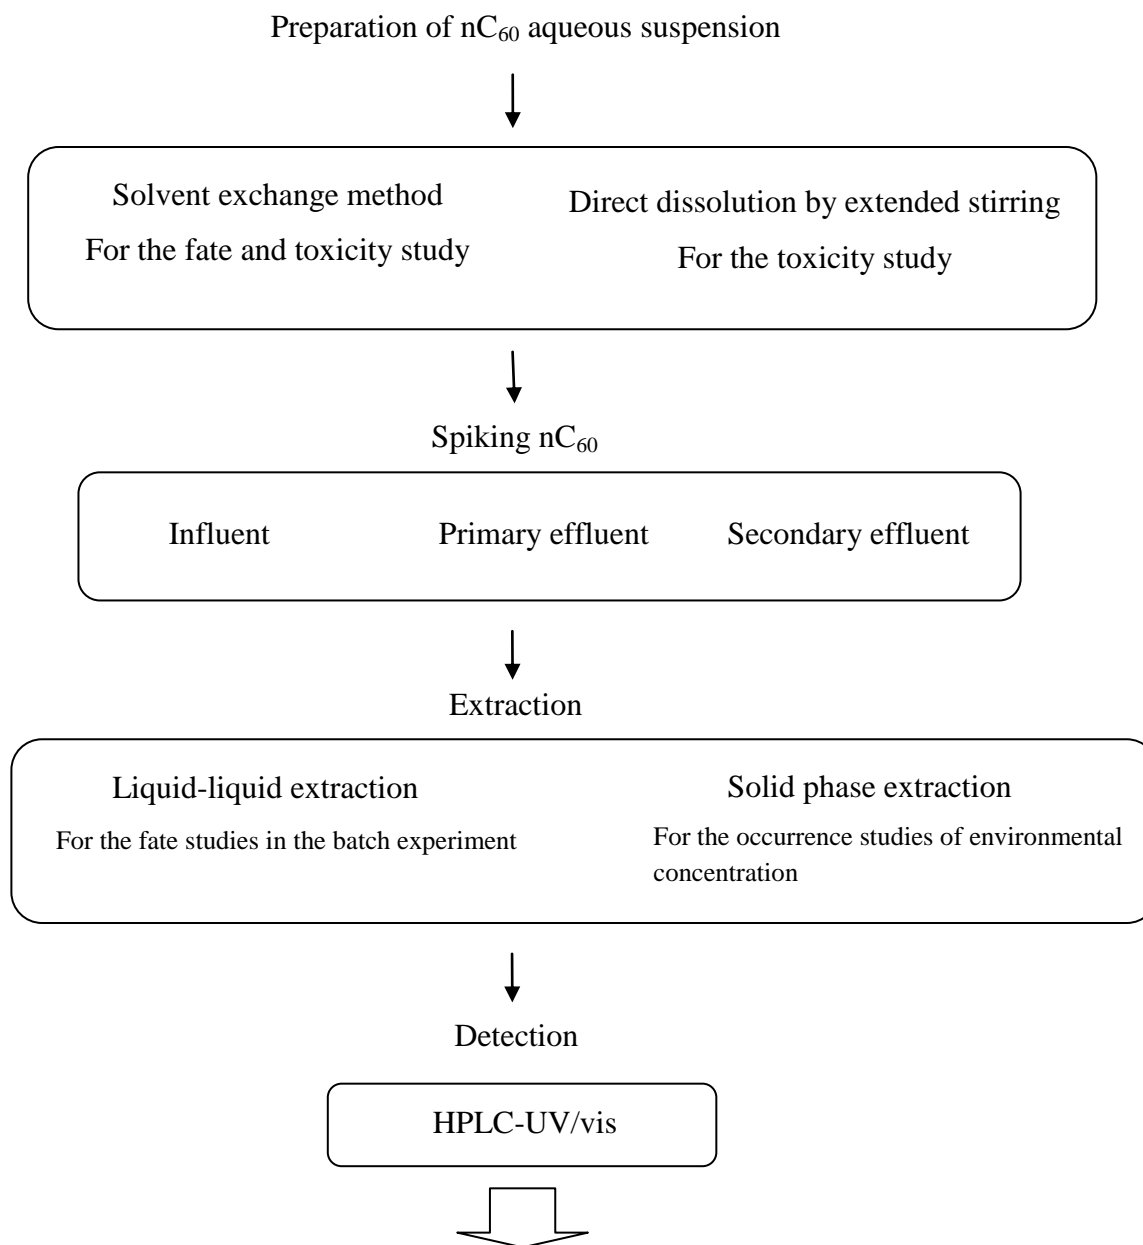 Preparation of nC₆₀ aqueous suspension
Solvent exchange method
For the fate and toxicity study
Direct dissolution by extended stirring
For the toxicity study
Spiking nC₆₀
Influent
Primary effluent
Secondary effluent
Extraction
Liquid-liquid extraction
For the fate studies in the batch experiment
Solid phase extraction
For the occurrence studies of environmental
concentration
Detection
HPLC-UV/vis